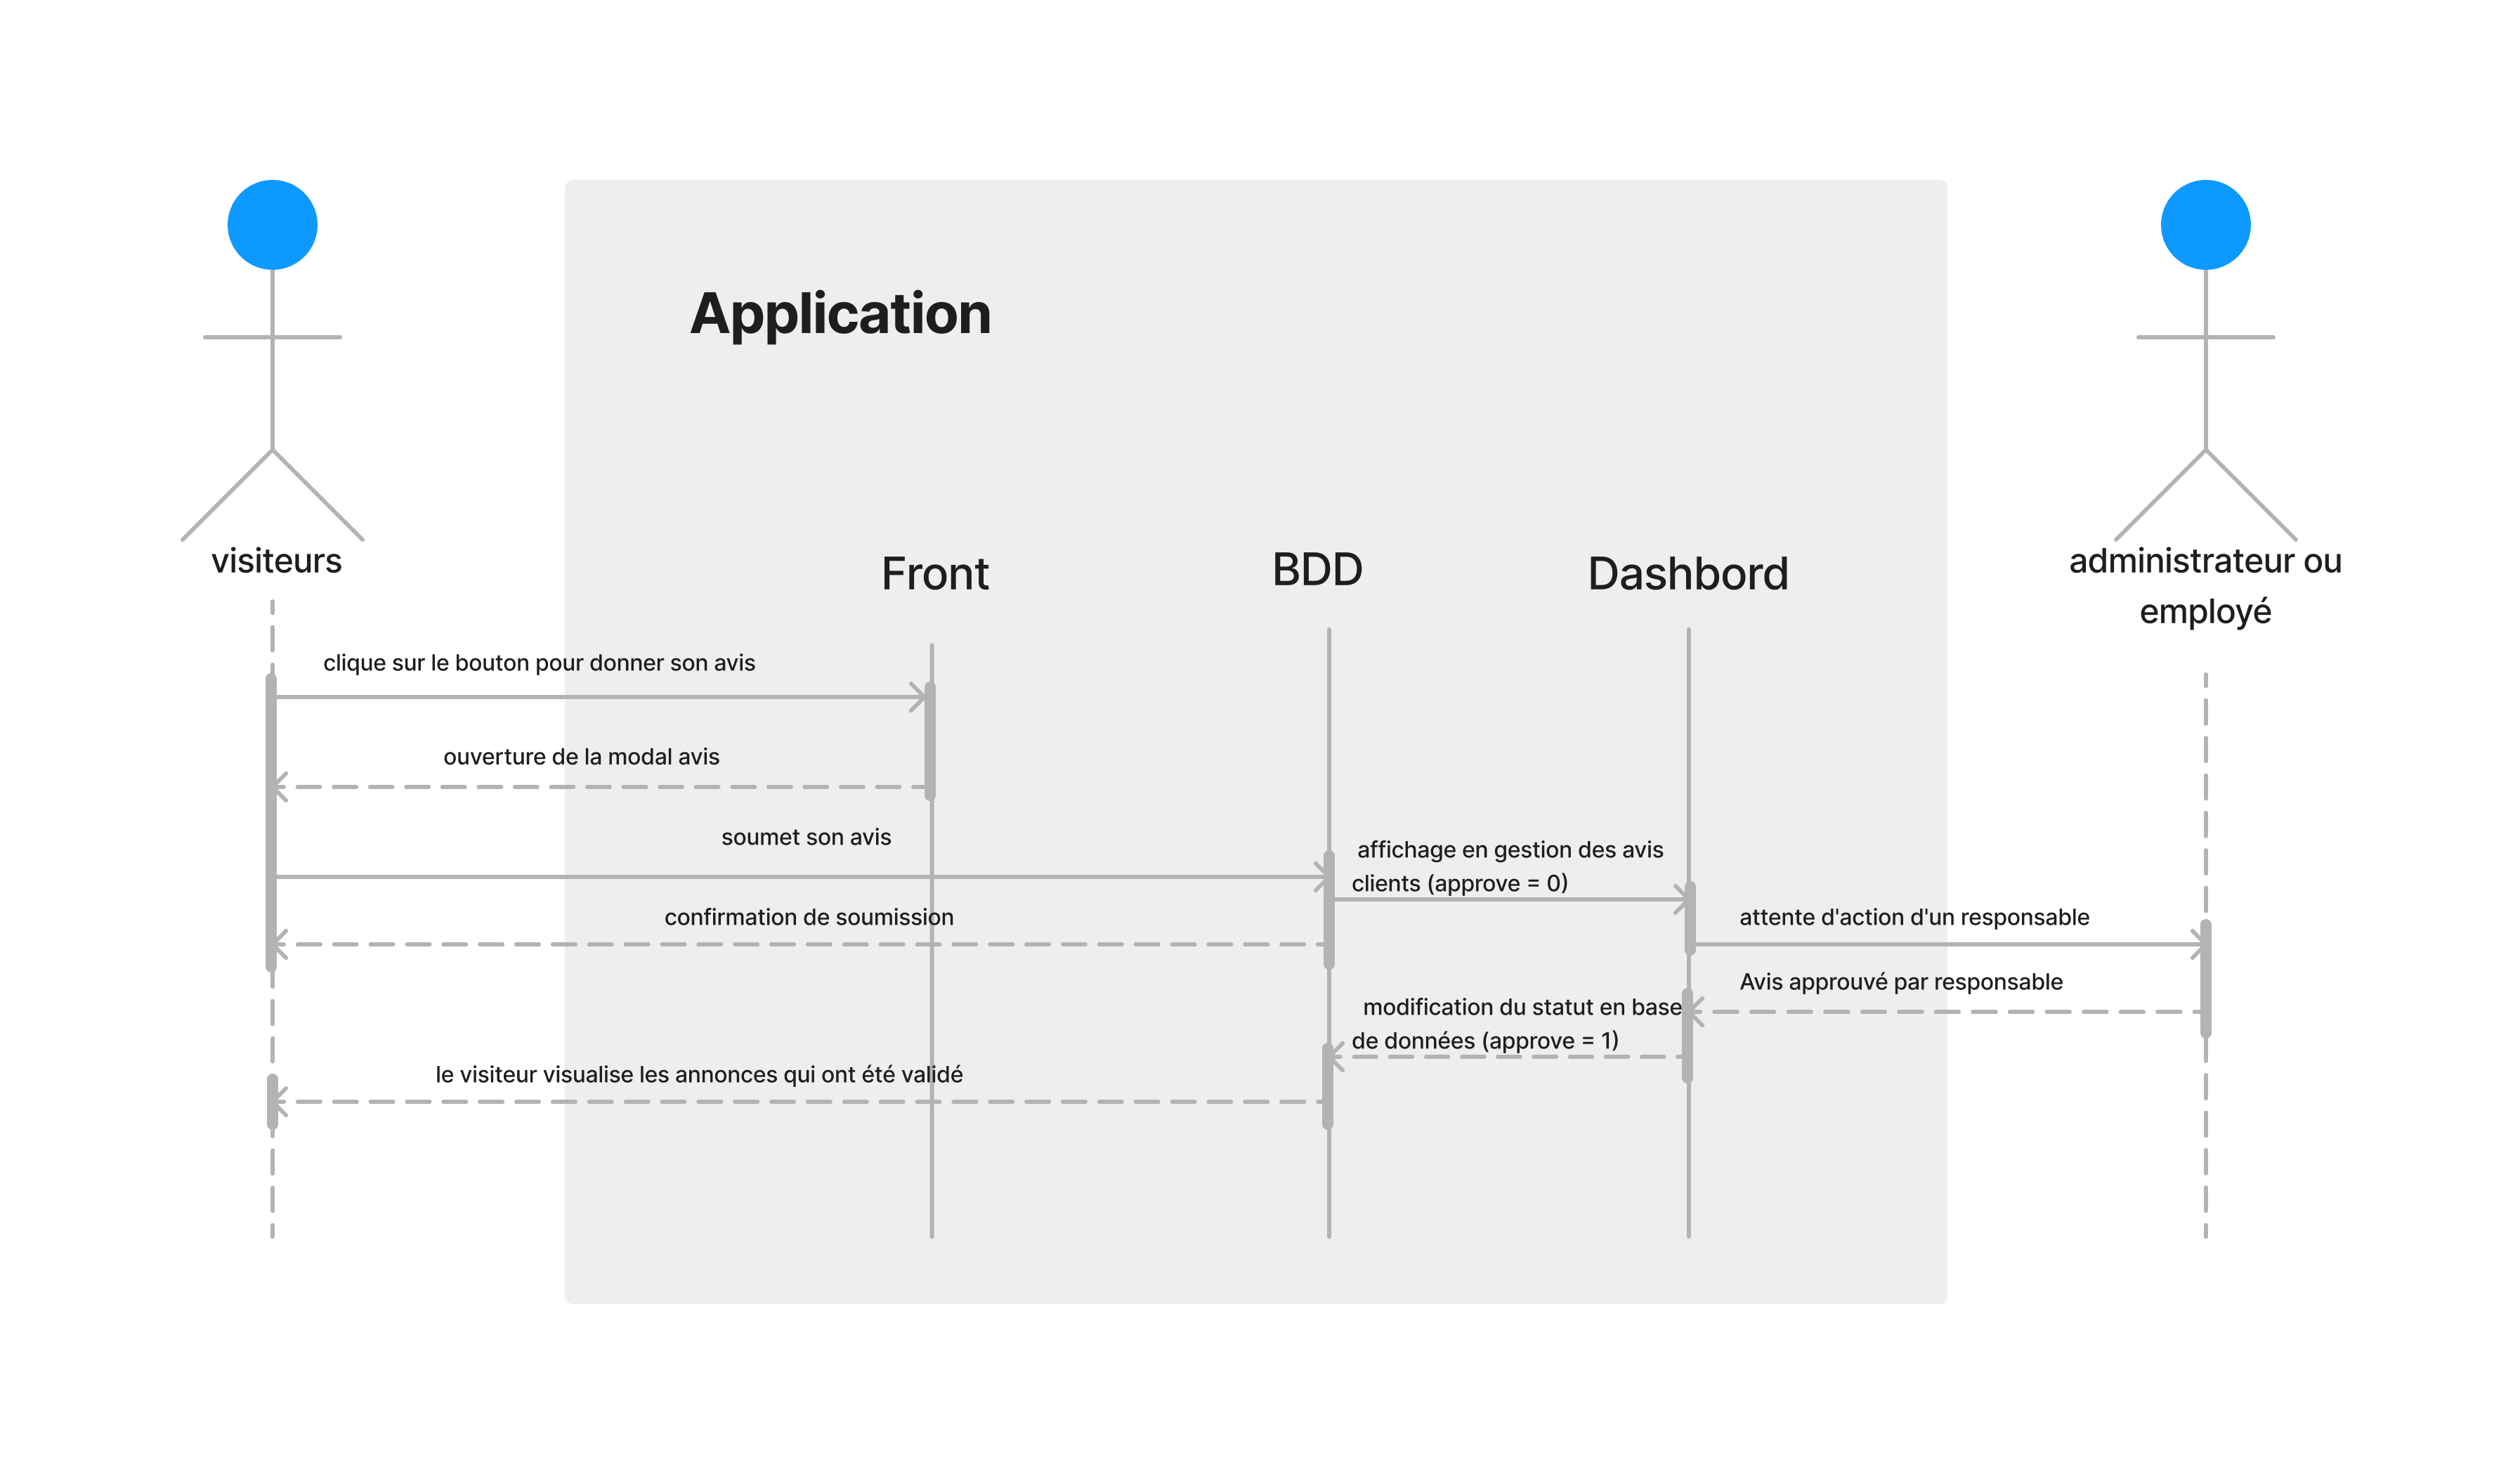 Application
visiteurs
Front
BDD
Dashbord
administrateur ou
employé
clique sur le bouton pour donner son avis
ouverture de la modal avis
soumet son avis
affichage en gestion des avis
clients (approve = 0)
confirmation de soumission
attente d'action d'un responsable
Avis approuvé par responsable
modification du statut en base
de données (approve = 1)
le visiteur visualise les annonces qui ont été validé